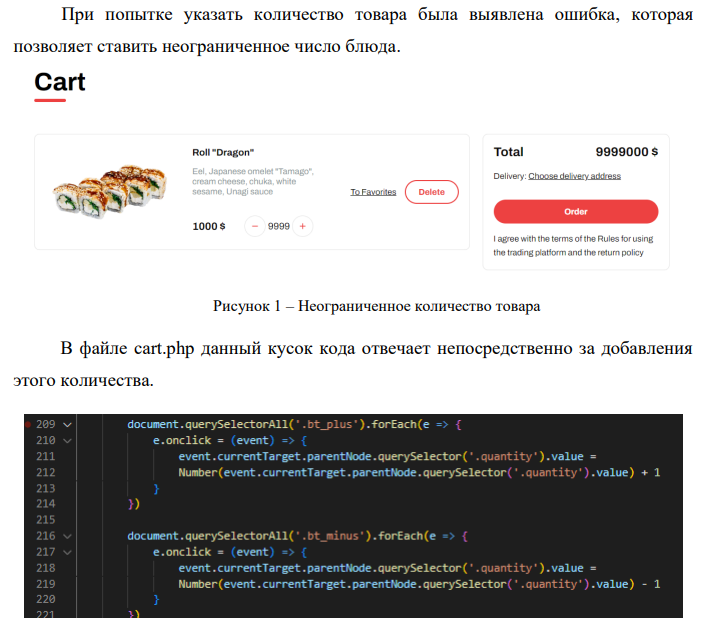 При попытке указать количество товара была выявлена ошибка, которая
позволяет ставить неограниченное число блюда.
Cart
Roll "Dragon"
Eel, Japanese omelet "Tamago",
cream cheese, chuka, white
sesame, Unagi sauce
To Favorites Delete
1000 $ − 9999 +
Total 9999000 $
Delivery: Choose delivery address
Order
I agree with the terms of the Rules for using
the trading platform and the return policy
Рисунок 1 – Неограниченное количество товара
В файле cart.php данный кусок кода отвечает непосредственно за добавления
этого количества.
209 document.querySelectorAll('.bt_plus').forEach(e => {
210 e.onclick = (event) => {
211 event.currentTarget.parentNode.querySelector('.quantity').value =
212 Number(event.currentTarget.parentNode.querySelector('.quantity').value) + 1
213 }
214 })
215
216 document.querySelectorAll('.bt_minus').forEach(e => {
217 e.onclick = (event) => {
218 event.currentTarget.parentNode.querySelector('.quantity').value =
219 Number(event.currentTarget.parentNode.querySelector('.quantity').value) - 1
220 }
221 })